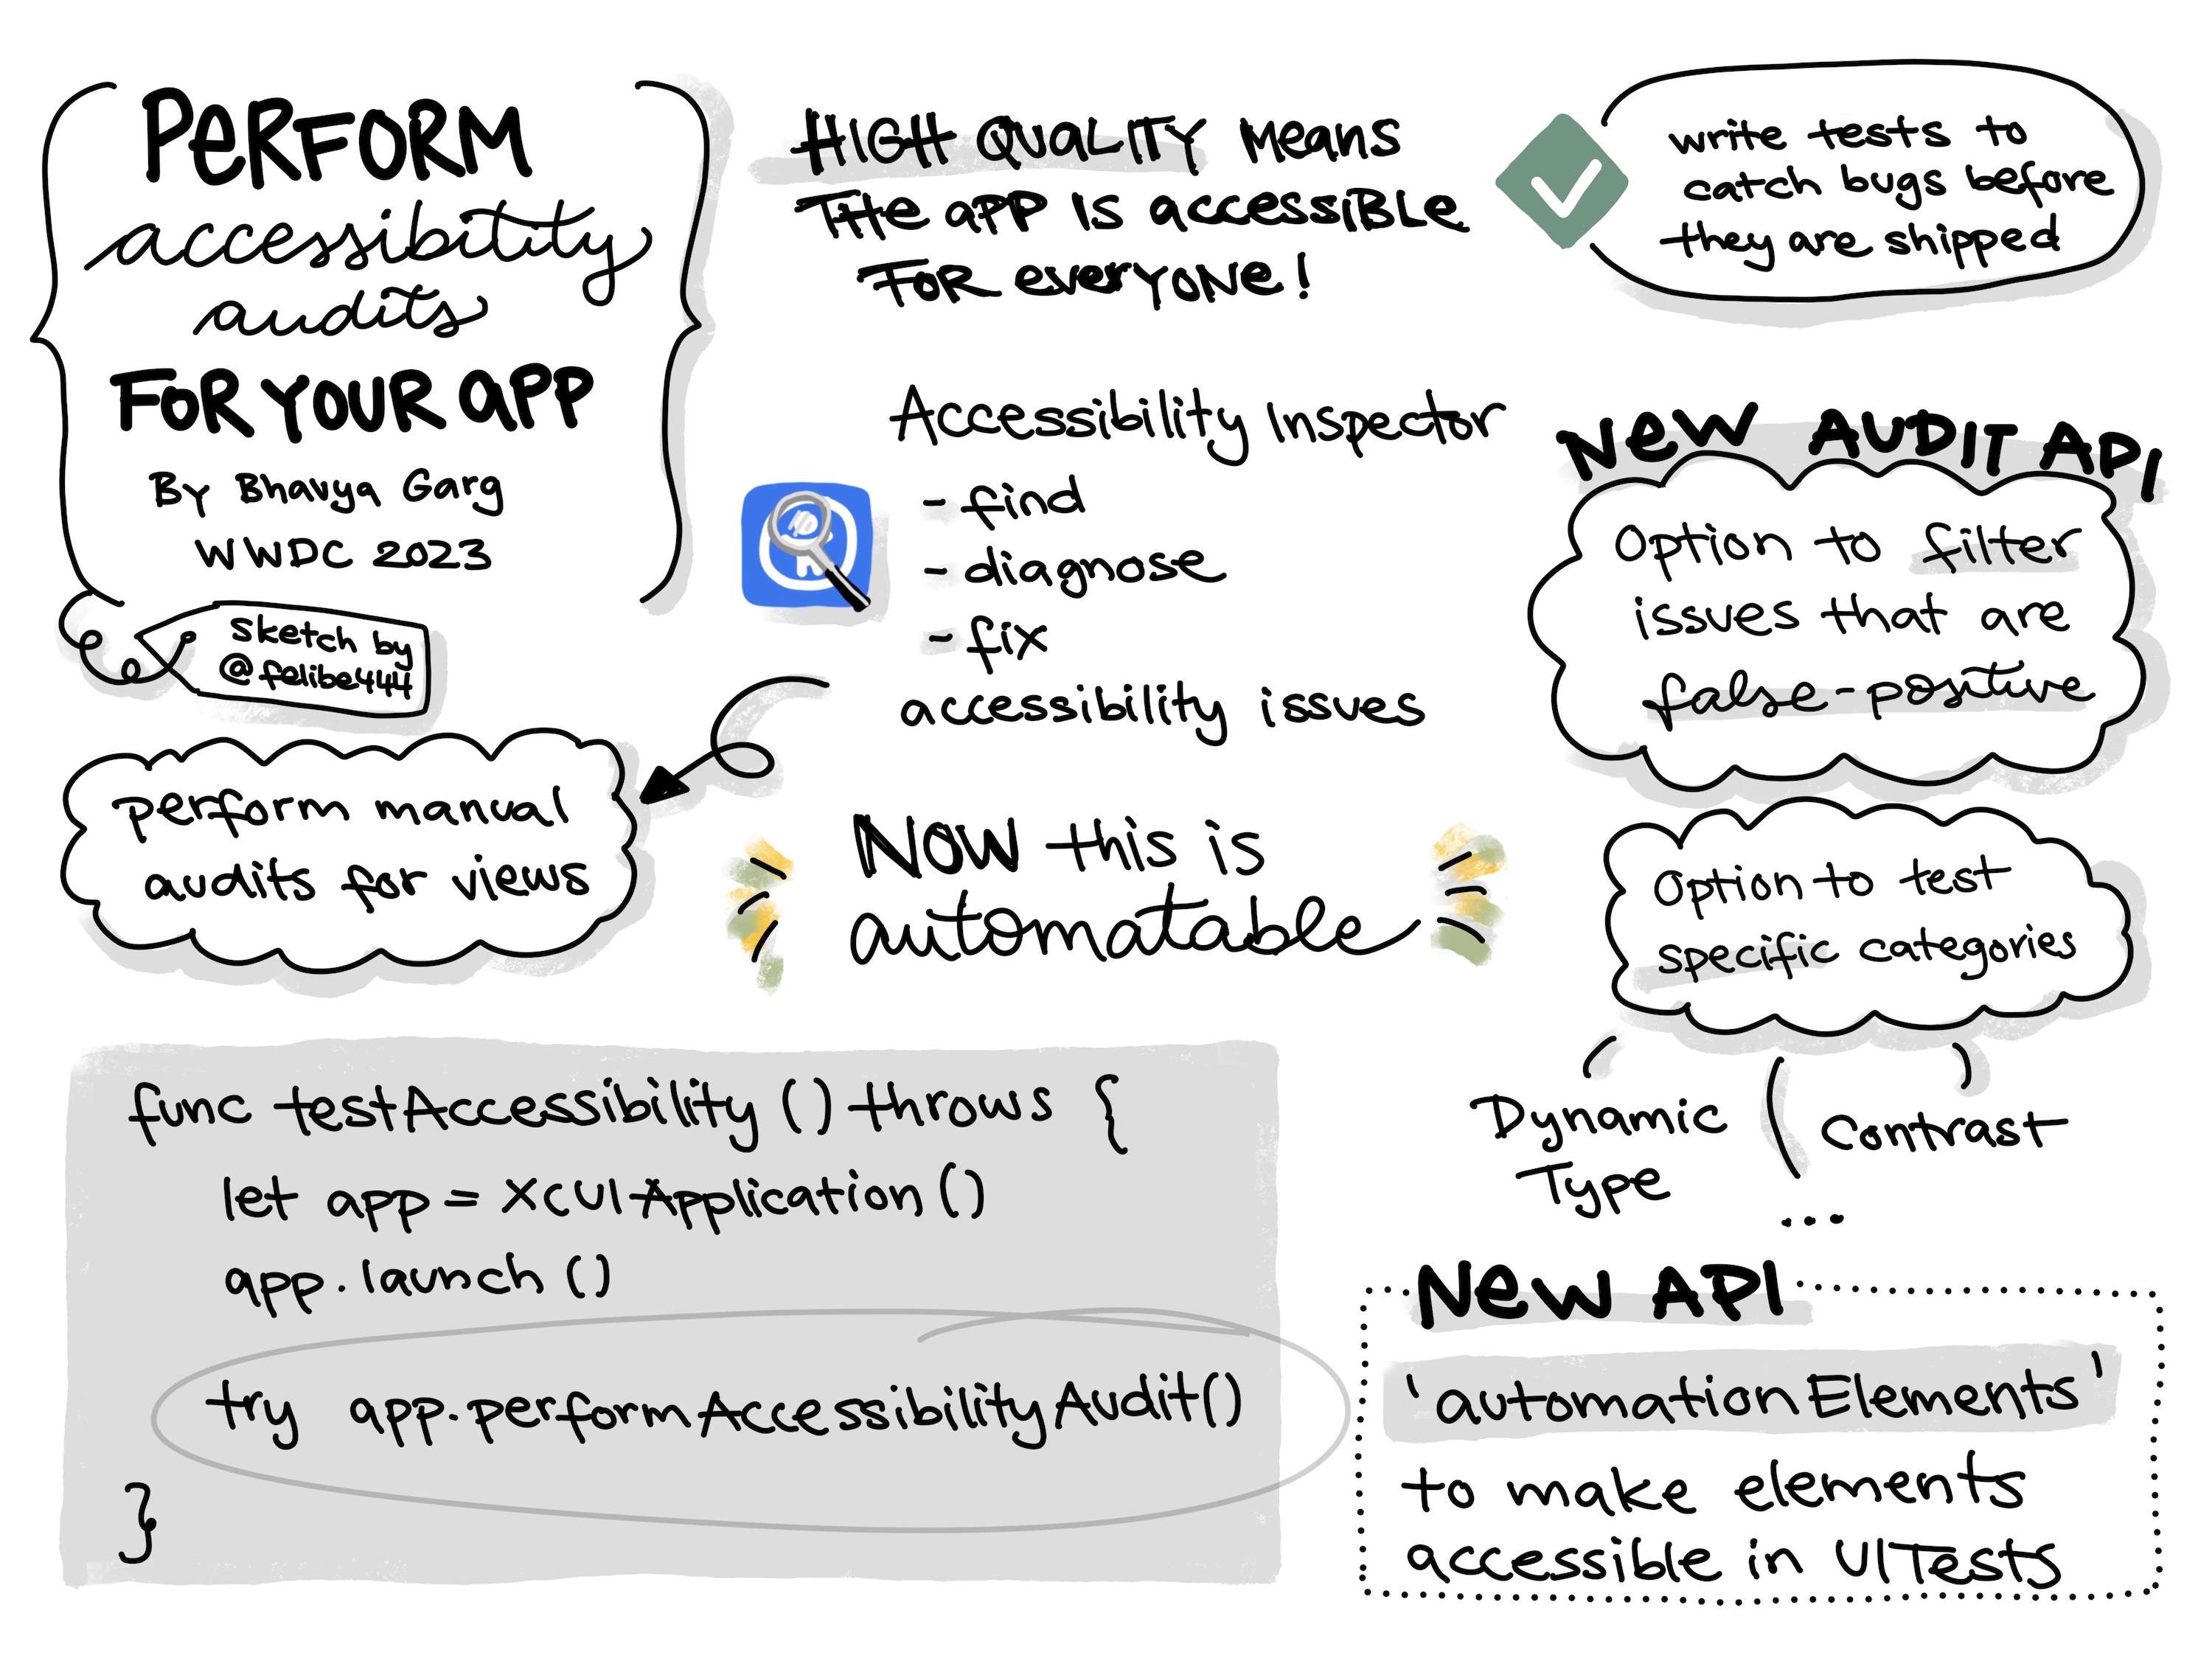 PERFORM
accessibility
audits
FOR YOUR APP
By Bhavya Garg
WWDC 2023
sketch by
@felibe444
HIGH QUALITY Means
THE APP IS accessIBLe
FOR everYONe!
write tests to
catch bugs before
they are shipped
Accessibility Inspector
- find
- diagnose
- fix
accessibility issues
perform manual
audits for views
NOW this is
automatable
NeW AUDIT API
Option to filter
issues that are
false-positive
Option to test
specific categories
Dynamic
Type
Contrast
...
func testAccessibility () throws {
let app = XCUIApplication ()
app.launch ()
try app.performAccessibilityAudit()
}
New API
'automationElements'
to make elements
accessible in UITests